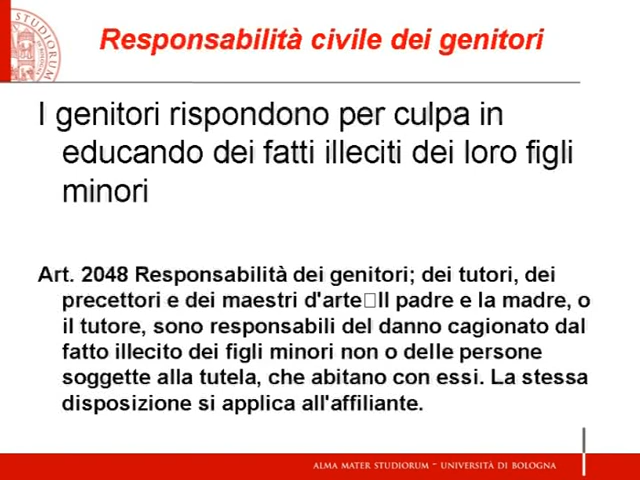 Responsabilità civile dei genitori
I genitori rispondono per culpa in
educando dei fatti illeciti dei loro figli
minori
Art. 2048 Responsabilità dei genitori; dei tutori, dei
precettori e dei maestri d'arte□Il padre e la madre, o
il tutore, sono responsabili del danno cagionato dal
fatto illecito dei figli minori non o delle persone
soggette alla tutela, che abitano con essi. La stessa
disposizione si applica all'affiliante.
ALMA MATER STUDIORUM ~ UNIVERSITÀ DI BOLOGNA